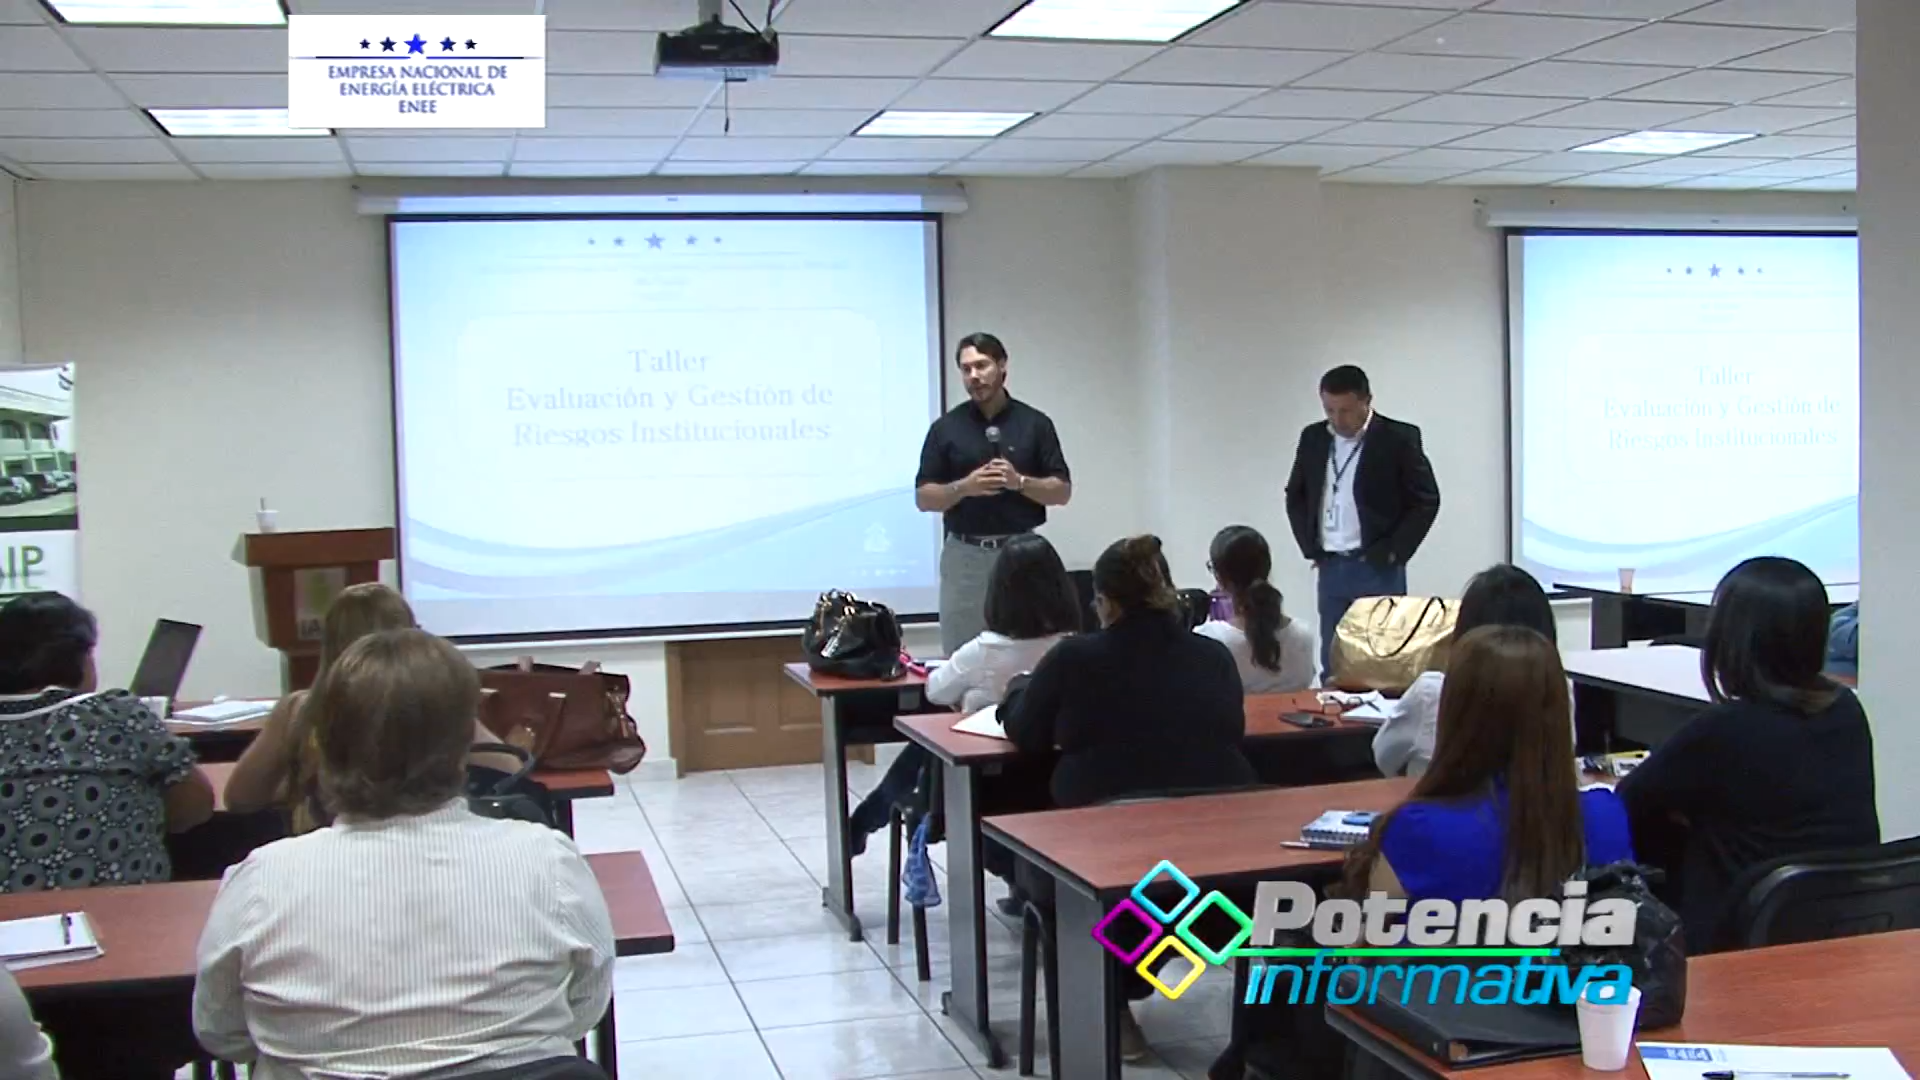 EMPRESA NACIONAL DE
ENERGÍA ELÉCTRICA
ENEE
Taller
Evaluación y Gestión de
Riesgos Institucionales
Taller
Evaluación y Gestión de
Riesgos Institucionales
AIP
Potencia
informativa